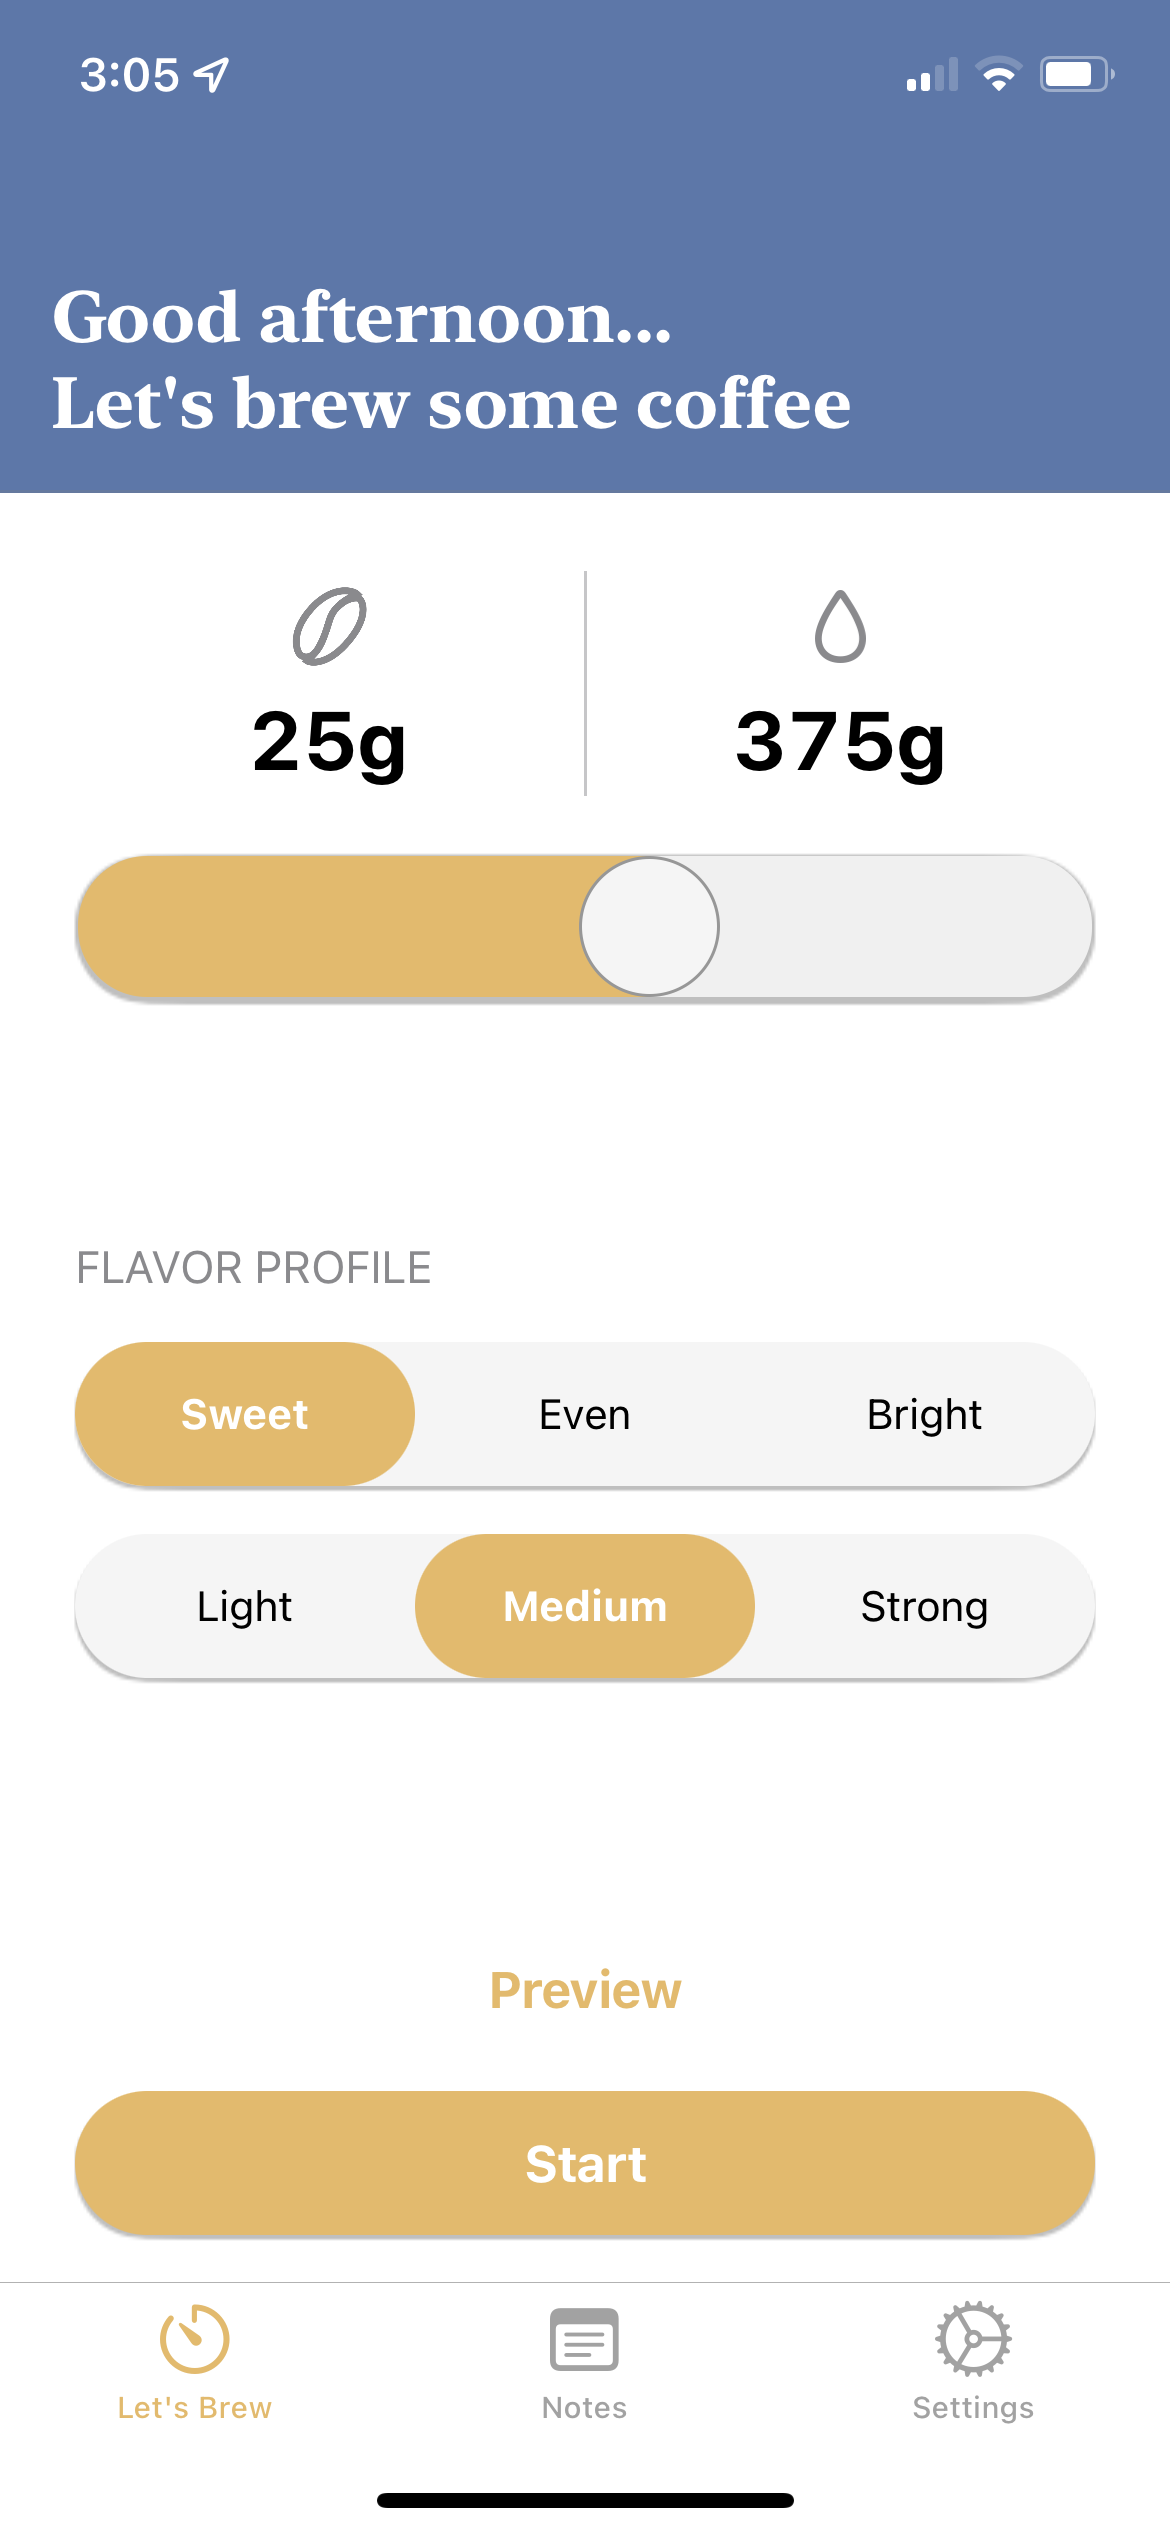 3:05
Good afternoon...
Let's brew some coffee
25g
375g
FLAVOR PROFILE
Sweet
Even
Bright
Light
Medium
Strong
Preview
Start
Let's Brew
Notes
Settings